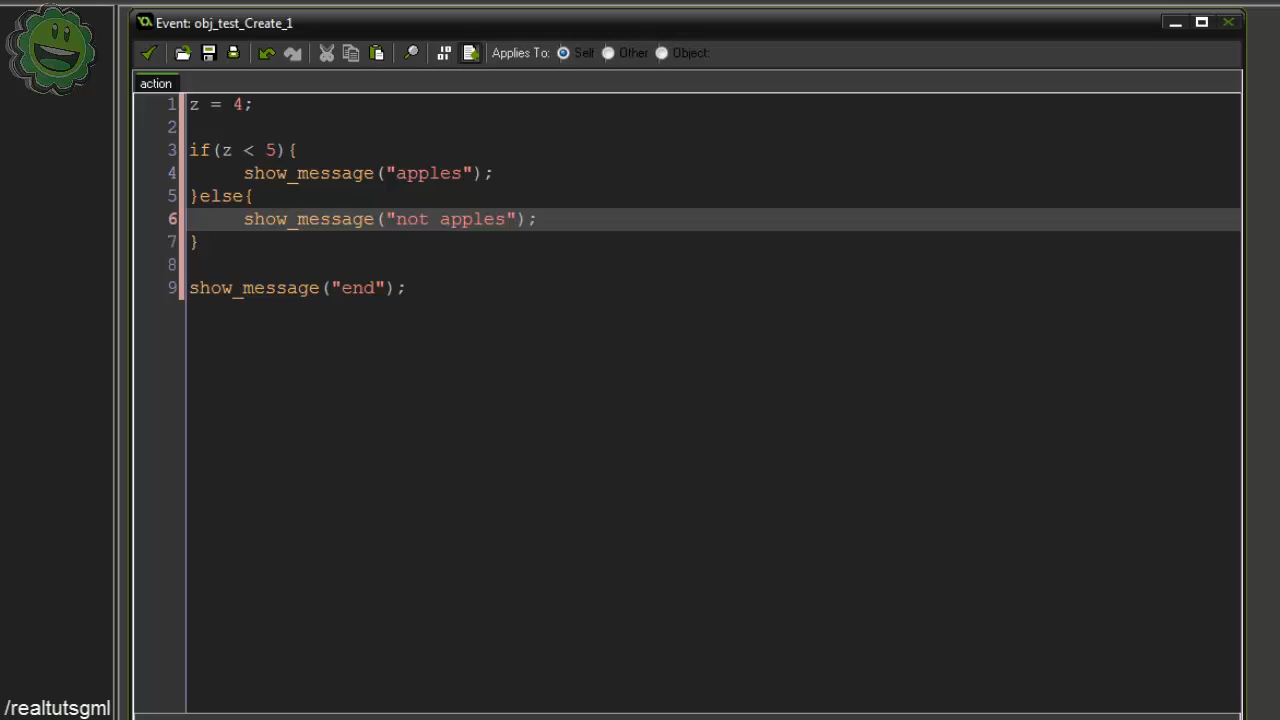 Event: obj_test_Create_1
Applies To: Self Other Object:
action
1 z = 4;
2
3 if(z < 5){
4 show_message("apples");
5 }else{
6 show_message("not apples");
7 }
8
9 show_message("end");
/realtutsgml